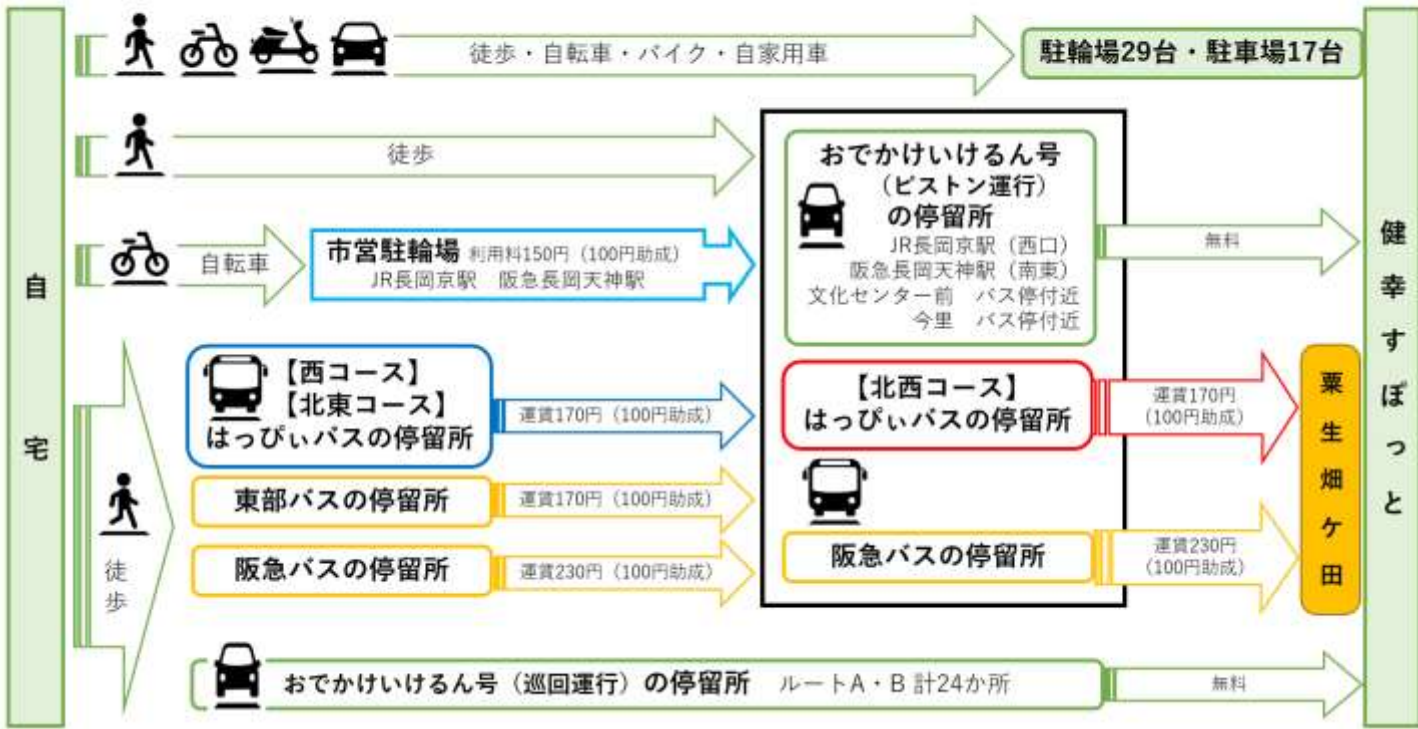 自宅
徒歩・自転車・バイク・自家用車
駐輪場29台・駐車場17台
徒歩
自転車
市営駐輪場 利用料150円（100円助成）
JR長岡京駅　阪急長岡天神駅
おでかけいけるん号
（ピストン運行）
の停留所
JR長岡京駅（西口）
阪急長岡天神駅（南東）
文化センター前　バス停付近
今里　バス停付近
無料
徒歩
【西コース】
【北東コース】
はっぴぃバスの停留所
運賃170円（100円助成）
東部バスの停留所
運賃170円（100円助成）
阪急バスの停留所
運賃230円（100円助成）
【北西コース】
はっぴぃバスの停留所
運賃170円
（100円助成）
阪急バスの停留所
運賃230円
（100円助成）
粟生畑ケ田
おでかけいけるん号（巡回運行）の停留所　ルートA・B 計24か所
無料
健幸すぽっと